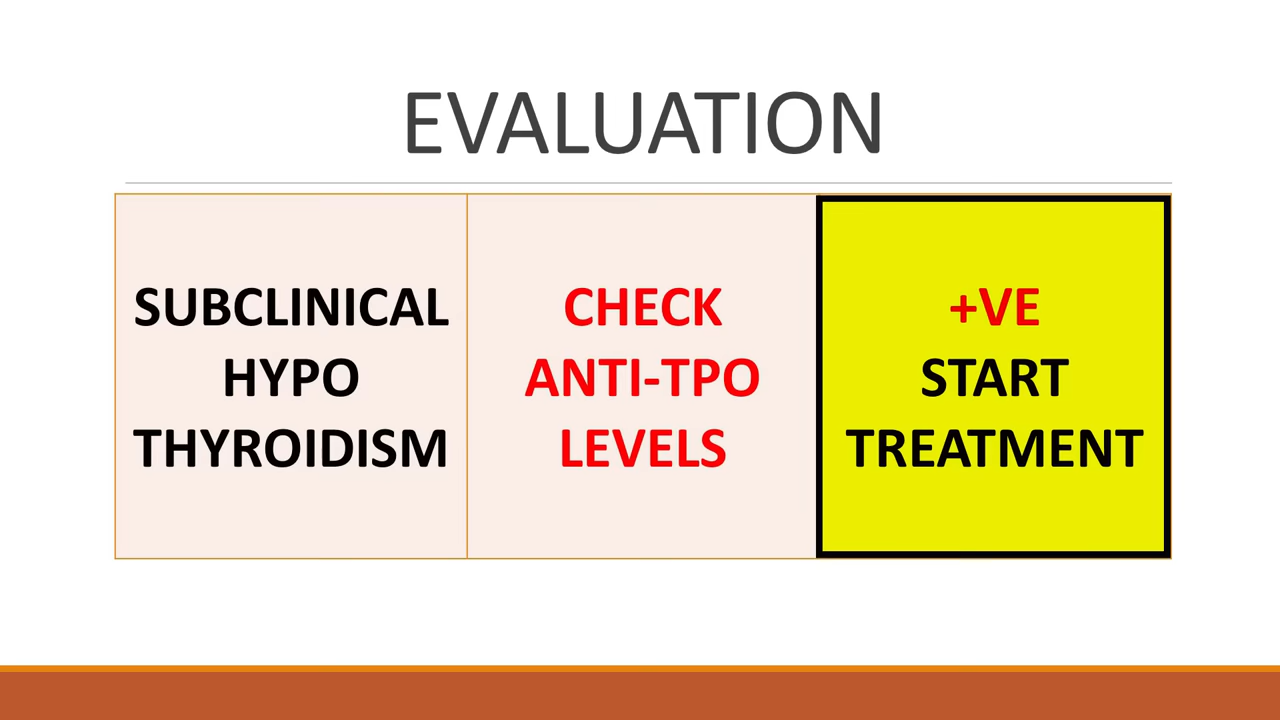 EVALUATION
SUBCLINICAL
HYPO
THYROIDISM
CHECK
ANTI-TPO
LEVELS
+VE
START
TREATMENT